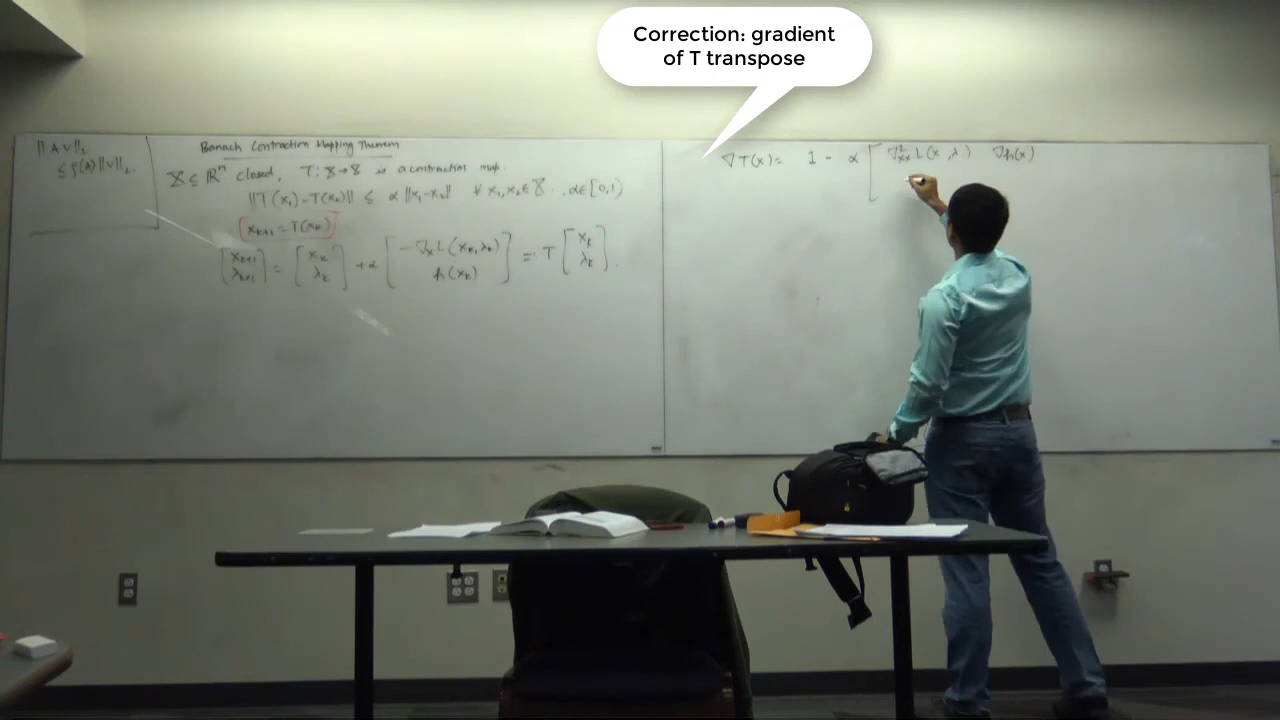 Correction: gradient
of T transpose
||AV||₂
≤ ρ(A) ||V||₂.
Banach Contraction Mapping Theorem
𝕏 ⊆ ℝⁿ closed, T: 𝕏→𝕏 is a contraction map.
||T(x₁)-T(x₂)|| ≤ α ||x₁-x₂|| ∀ x₁,x₂∈𝕏. α∈[0,1)
x_{k+1} = T(x_k)
[x_{k+1} λ_{k+1}] = [x_k λ_k] + α [-∇ₓL(x_k,λ_k) h(x_k)] =: T [x_k λ_k].
∇T(x) = I - α [∇²ₓₓL(x,λ) ∇h(x)